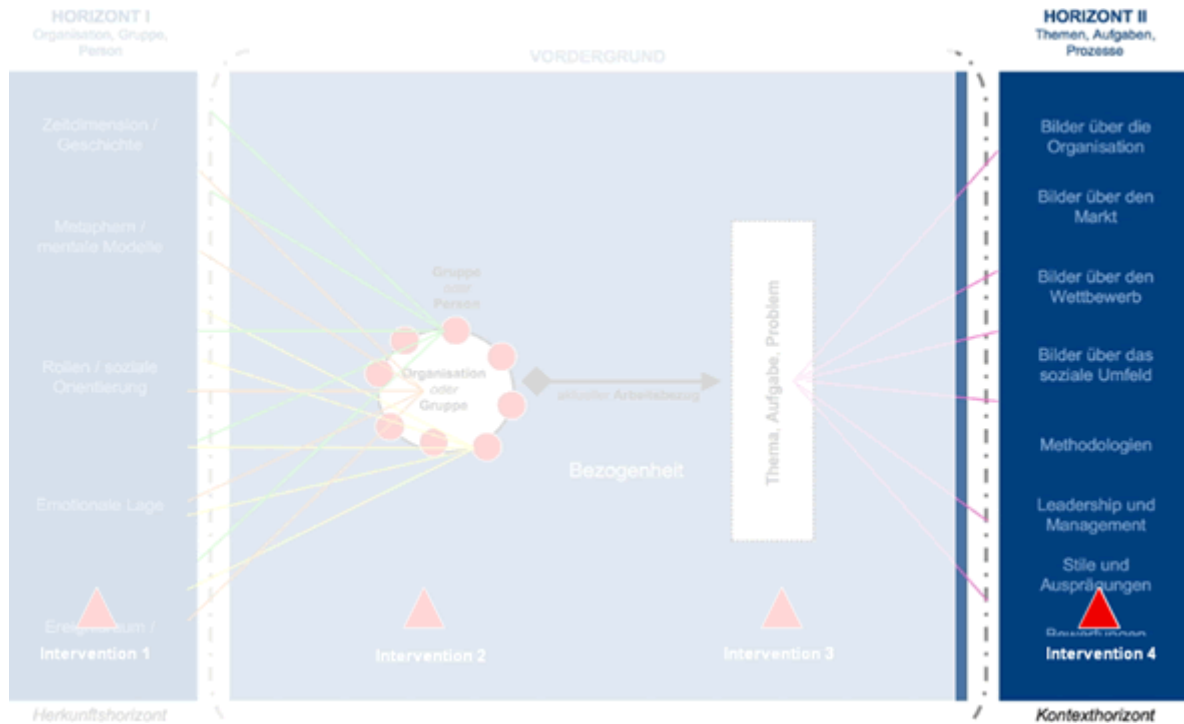 HORIZONT I
Organisation, Gruppe,
Person
Zeitdimension /
Geschichte
Metaphern /
mentale Modelle
Rollen / soziale
Orientierung
Emotionale Lage
Intervention 1
Herkunftshorizont
VORDERGRUND
Gruppe
oder
Person
Organisation
oder
Gruppe
aktueller Arbeitsbezug
Bezogenheit
Thema, Aufgabe, Problem
Intervention 2
Intervention 3
HORIZONT II
Themen, Aufgaben,
Prozesse
Bilder über die
Organisation
Bilder über den
Markt
Bilder über den
Wettbewerb
Bilder über das
soziale Umfeld
Methodologien
Leadership und
Management
Stile und
Ausprägungen
Intervention 4
Kontexthorizont